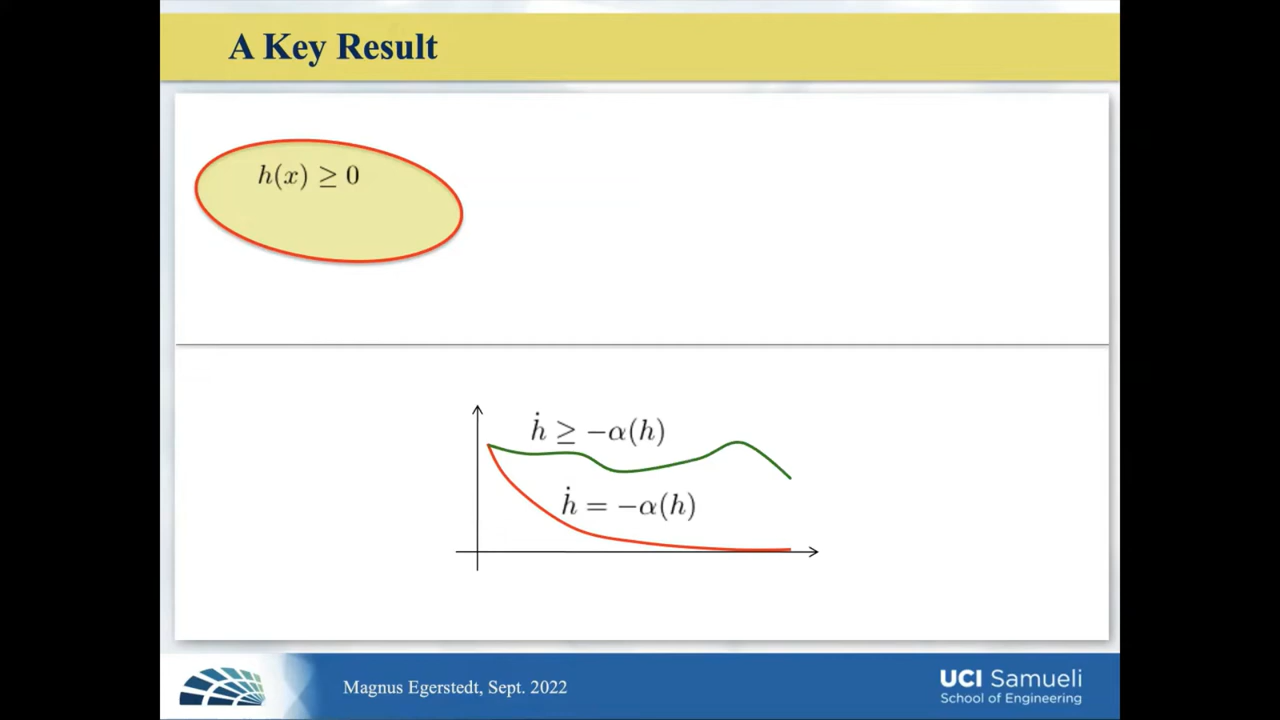 A Key Result
h(x) ≥ 0
ḣ ≥ −α(h)
ḣ = −α(h)
Magnus Egerstedt, Sept. 2022
UCI Samueli
School of Engineering